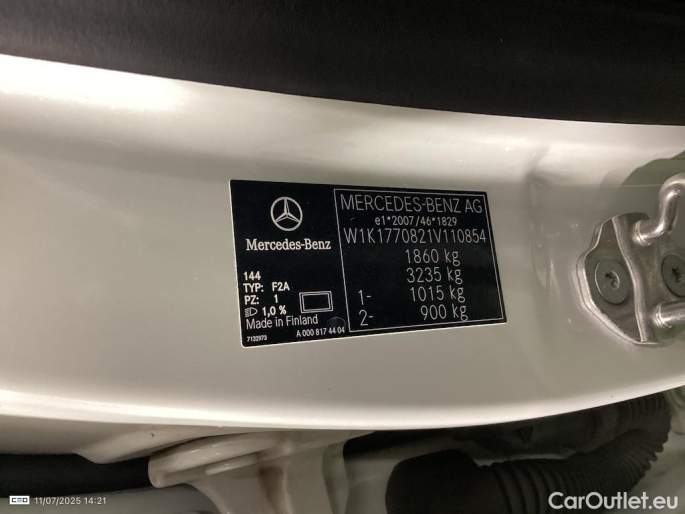 MERCEDES-BENZ AG
e1*2007/46*1829
W1K1770821V110854
1860 kg
3235 kg
1- 1015 kg
2- 900 kg
Mercedes-Benz
144
TYP: F2A
PZ: 1
1,0 %
Made in Finland
7132973 A 000 817 44 04
CED 11/07/2025 14:21
CarOutlet.eu